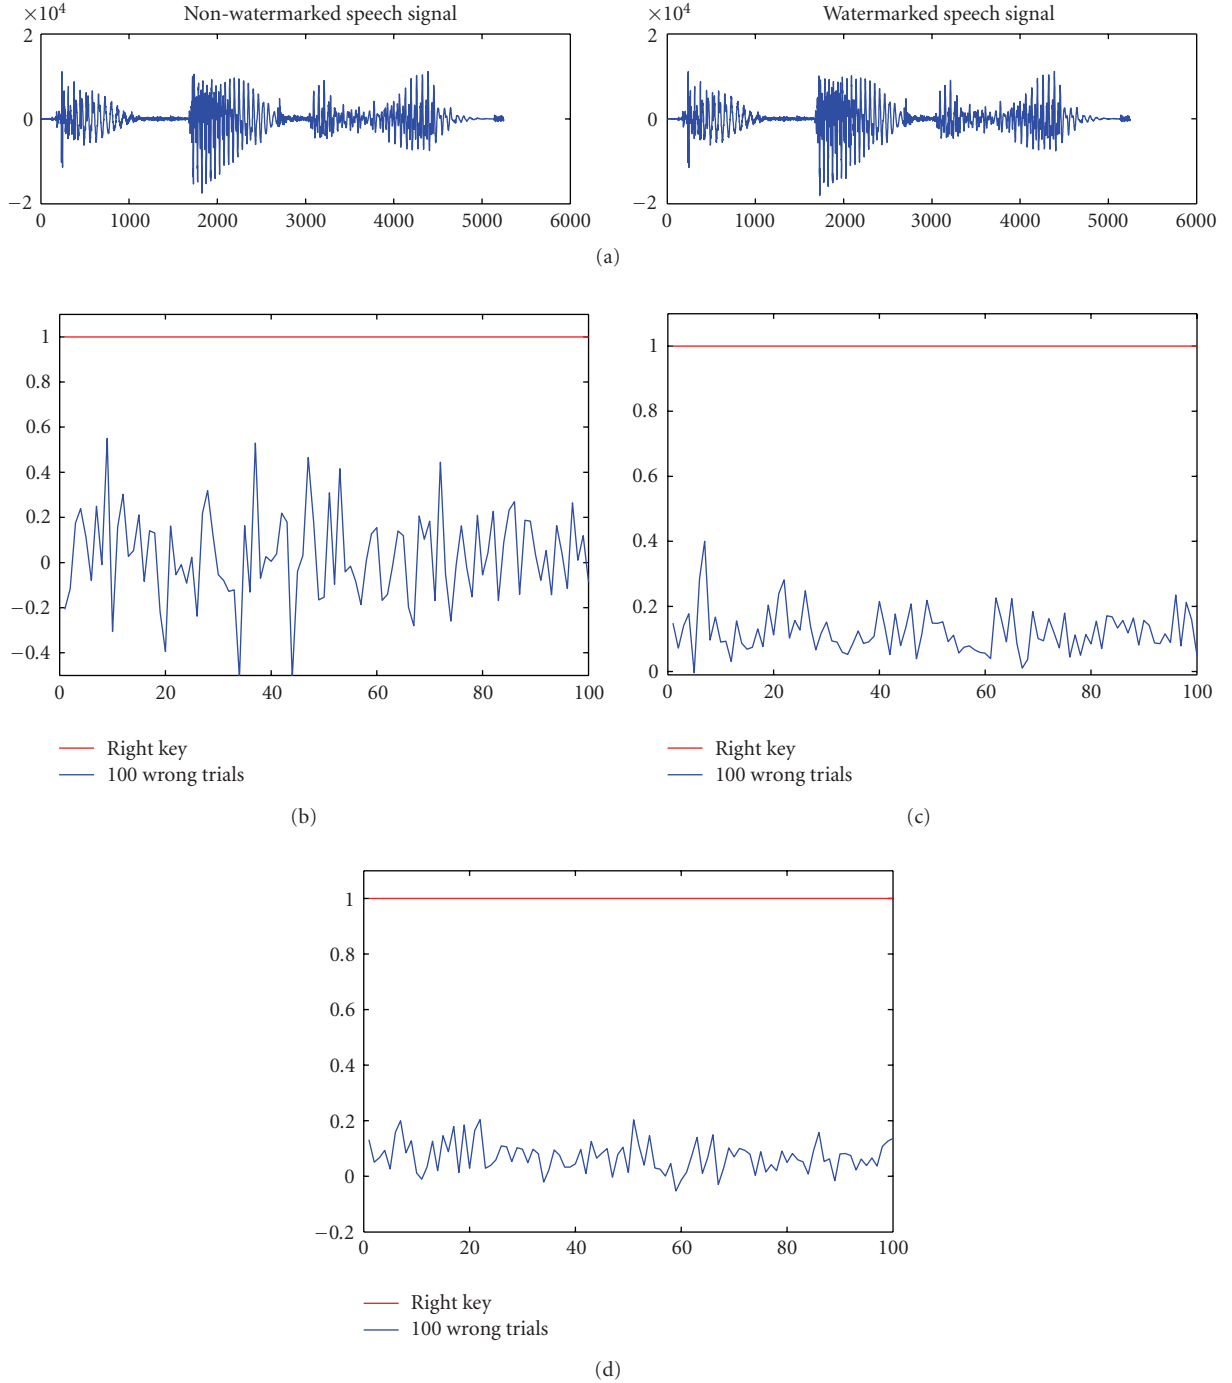 ×10⁴ Non-watermarked speech signal
2
0
−2
0 1000 2000 3000 4000 5000 6000
×10⁴ Watermarked speech signal
2
0
−2
0 1000 2000 3000 4000 5000 6000
(a)
1
0.8
0.6
0.4
0.2
0
−0.2
−0.4
0 20 40 60 80 100
Right key
100 wrong trials
(b)
1
0.8
0.6
0.4
0.2
0
0 20 40 60 80 100
Right key
100 wrong trials
(c)
1
0.8
0.6
0.4
0.2
0
−0.2
0 20 40 60 80 100
Right key
100 wrong trials
(d)